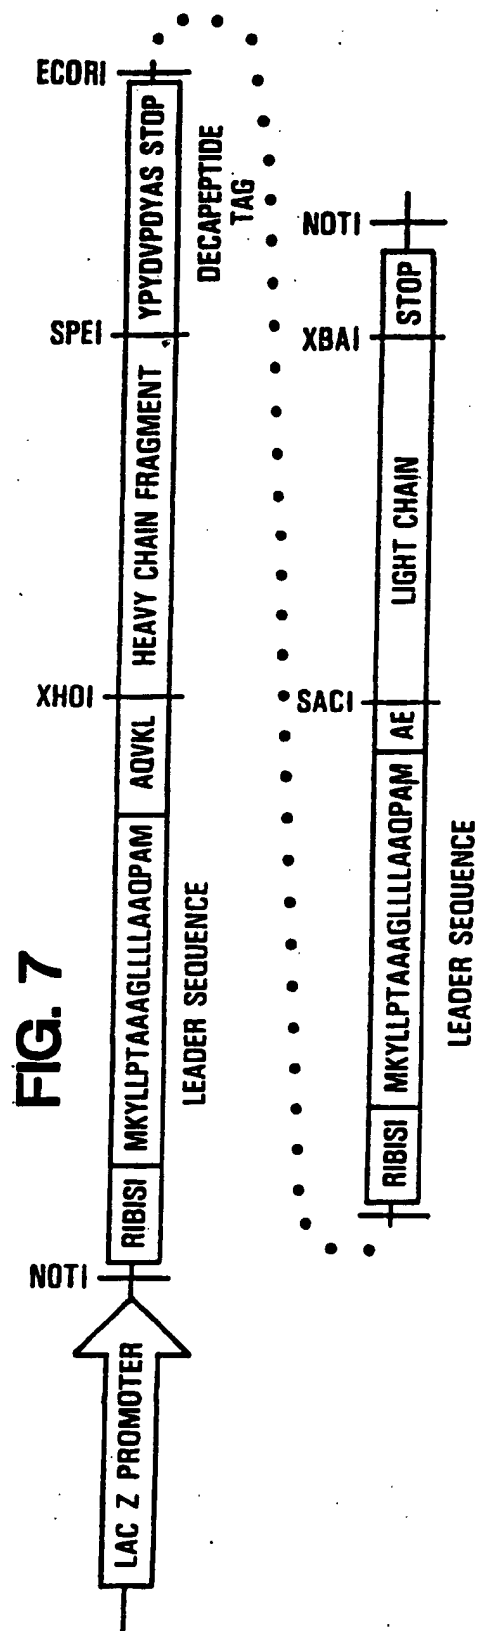 FIG. 7
LAC Z PROMOTER
NOTI
RIBISI
MKYLLPTAAAGLLLLAAQPAM
LEADER SEQUENCE
AQVKL
XHOI
HEAVY CHAIN FRAGMENT
SPEI
YPYDVPDYAS STOP
DECAPEPTIDE
TAG
ECORI
RIBISI
MKYLLPTAAAGLLLLAAQPAM
LEADER SEQUENCE
AE
SACI
LIGHT CHAIN
XBAI
STOP
NOTI